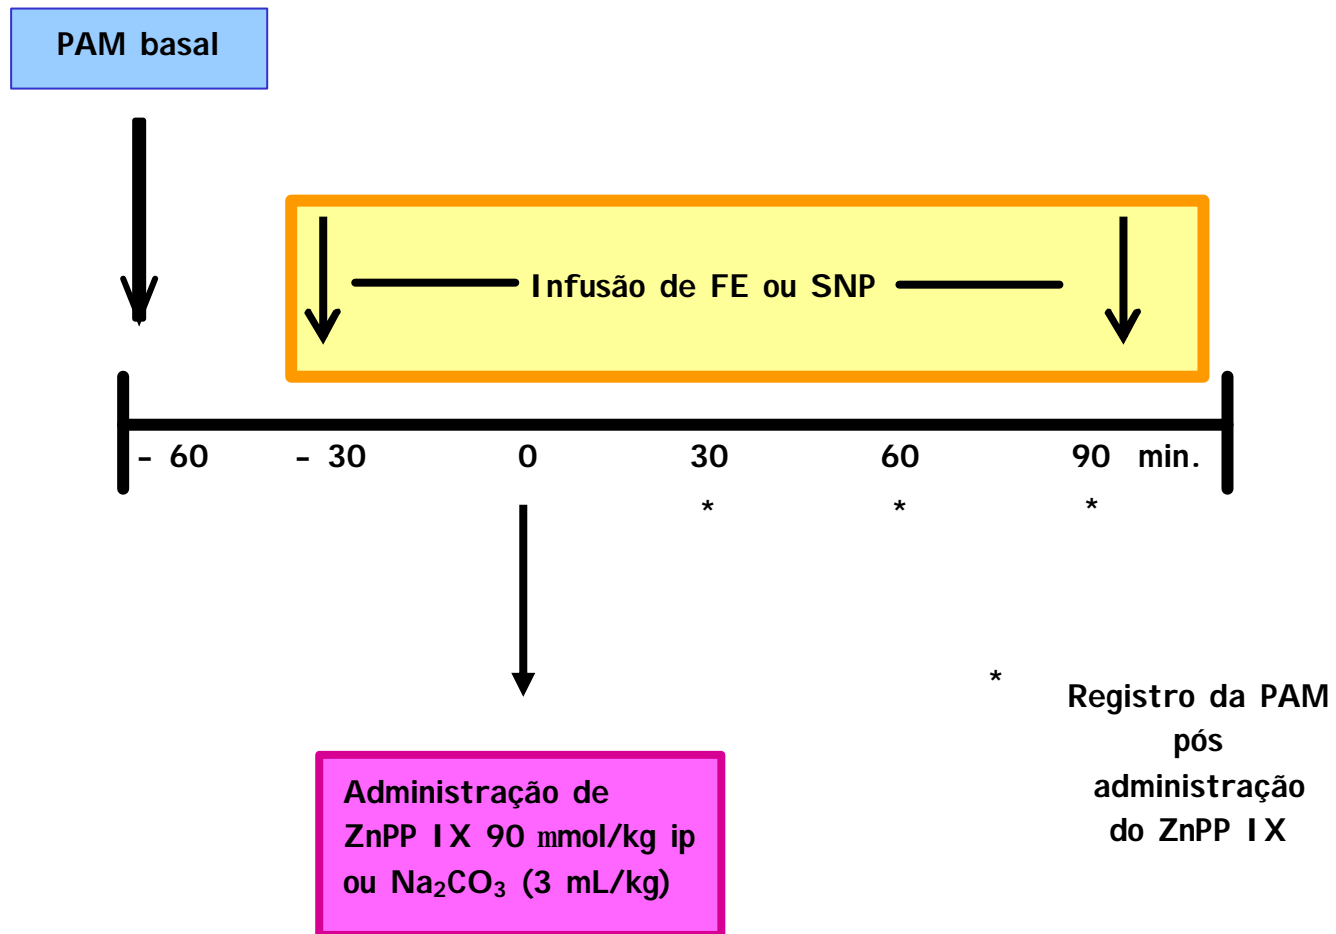 PAM basal
Infusão de FE ou SNP
- 60 - 30 0 30 60 90 min.
* * *
Administração de
ZnPP IX 90 mmol/kg ip
ou Na₂CO₃ (3 mL/kg)
* Registro da PAM
pós
administração
do ZnPP IX